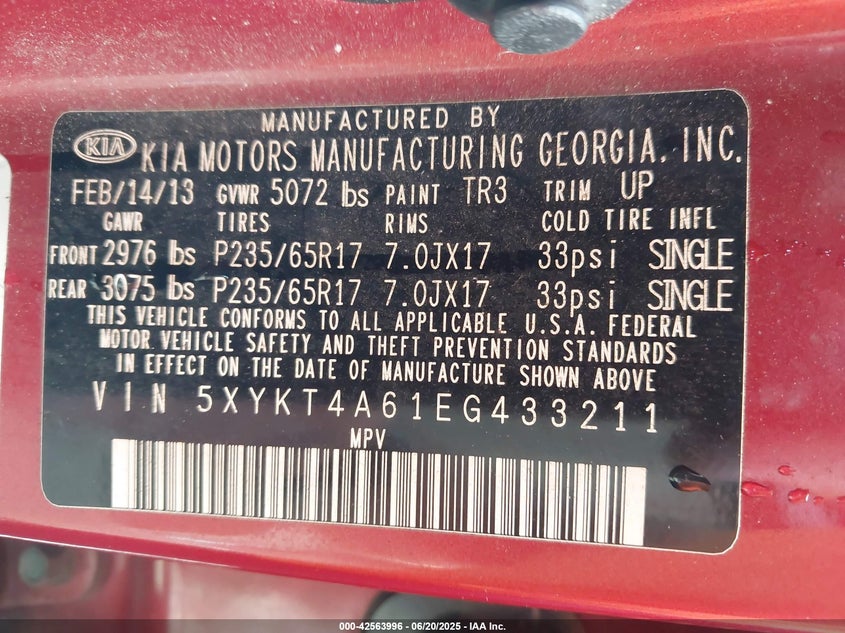 MANUFACTURED BY
KIA KIA MOTORS MANUFACTURING GEORGIA, INC.
FEB/14/13 GVWR 5072 lbs PAINT TR3 TRIM UP
GAWR TIRES RIMS COLD TIRE INFL
FRONT 2976 lbs P235/65R17 7.0JX17 33psi SINGLE
REAR 3075 lbs P235/65R17 7.0JX17 33psi SINGLE
THIS VEHICLE CONFORMS TO ALL APPLICABLE U.S.A. FEDERAL
MOTOR VEHICLE SAFETY AND THEFT PREVENTION STANDARDS
IN EFFECT ON THE DATE OF MANUFACTURE SHOWN ABOVE
VIN 5XYKT4A61EG433211
MPV
000-42563996 - 06/20/2025 - IAA Inc.